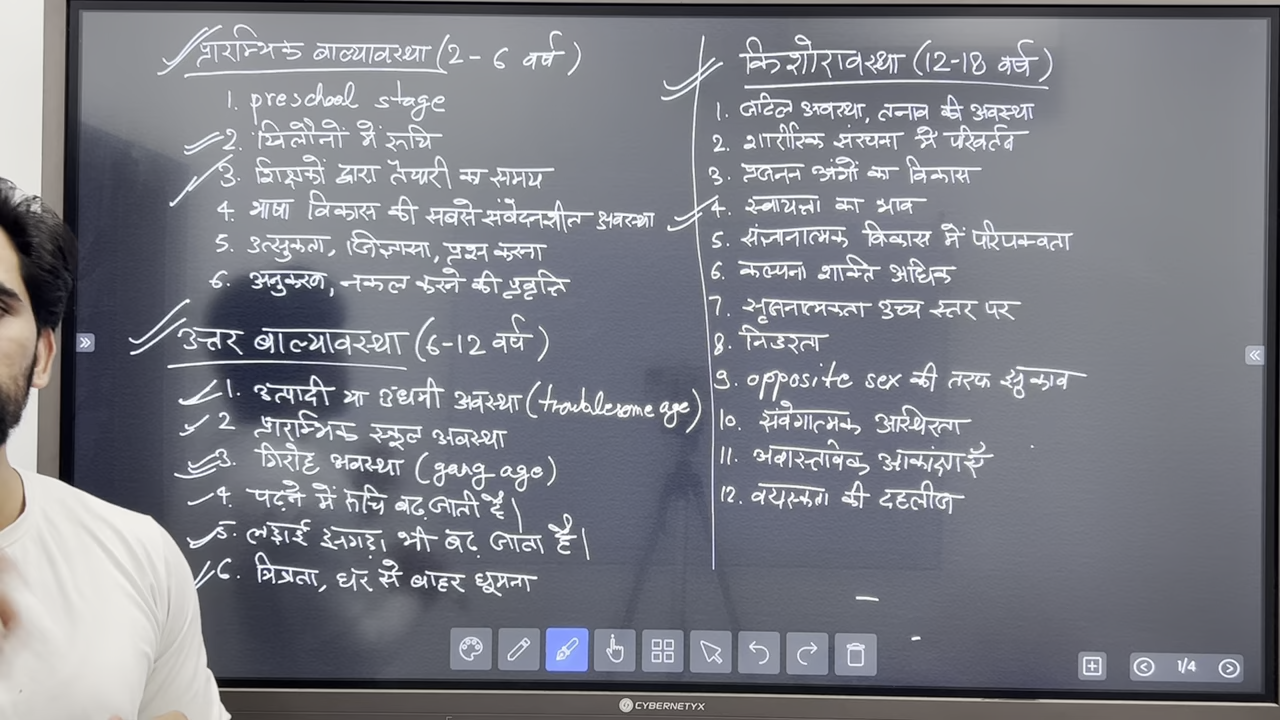 प्रारम्भिक बाल्यावस्था (2-6 वर्ष)
1. preschool stage
2. खिलौनों में रूचि
3. शिक्षकों द्वारा तैयारी का समय
4. भाषा विकास की सबसे संवेदनशील अवस्था
5. उत्सुकता, जिज्ञासा, प्रश्न करना
6. अनुकरण, नकल करने की प्रवृत्ति
उत्तर बाल्यावस्था (6-12 वर्ष)
1. उत्पादी या उधमी अवस्था (troublesome age)
2 प्रारम्भिक स्कूल अवस्था
3. गिरोह अवस्था (gang age)
4. पढ़ने में रुचि बढ़ जाती है।
5. लड़ाई झगड़ा भी बढ़ जाता है।
6. मित्रता, घर से बाहर घूमना
किशोरावस्था (12-18 वर्ष)
1. जटिल अवस्था, तनाव की अवस्था
2. शारीरिक संरचना में परिवर्तन
3. प्रजनन अंगों का विकास
4. स्वायत्ता का भाव
5. संज्ञानात्मक विकास में परिपक्वता
6. कल्पना शक्ति अधिक
7. सृजनात्मकता उच्च स्तर पर
8. निडरता
9. opposite sex की तरफ झुकाव
10. संवेगात्मक अस्थिरता
11. अवास्तविक आकांक्षाएँ
12. वयस्कता की दहलीज
1/4
CYBERNETYX